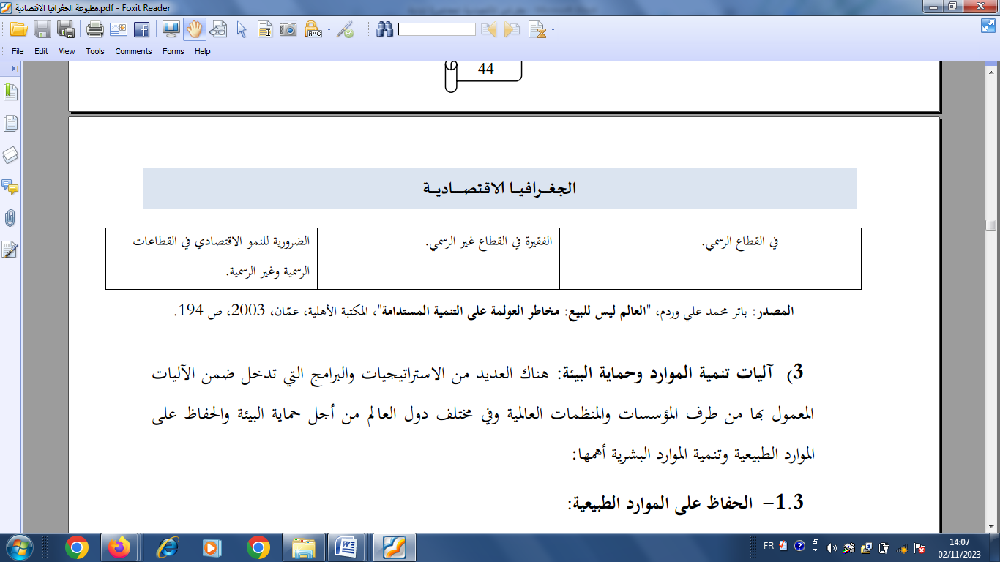 مطبوعة الجغرافيا الاقتصادية.pdf - Foxit Reader
File Edit View Tools Comments Forms Help
44
الجغـرافيـا الاقتصــاديـة
في القطاع الرسمي.
الفقيرة في القطاع غير الرسمي.
الضرورية للنمو الاقتصادي في القطاعات
الرسمية وغير الرسمية.
المصدر: باتر محمد علي وردم، "العالم ليس للبيع: مخاطر العولمة على التنمية المستدامة"، المكتبة الأهلية، عمّان، 2003، ص 194.
3) آليات تنمية الموارد وحماية البيئة: هناك العديد من الاستراتيجيات والبرامج التي تدخل ضمن الآليات
المعمول بها من طرف المؤسسات والمنظمات العالمية وفي مختلف دول العالم من أجل حماية البيئة والحفاظ على
الموارد الطبيعية وتنمية الموارد البشرية أهمها:
1.3- الحفاظ على الموارد الطبيعية:
FR
14:07
02/11/2023